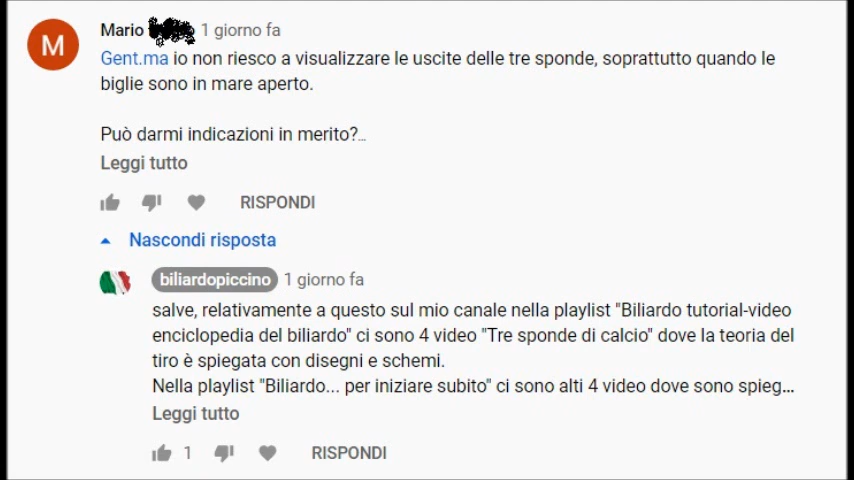 M
Mario 1 giorno fa
Gent.ma io non riesco a visualizzare le uscite delle tre sponde, soprattutto quando le
biglie sono in mare aperto.
Può darmi indicazioni in merito?..
Leggi tutto
RISPONDI
Nascondi risposta
biliardopiccino 1 giorno fa
salve, relativamente a questo sul mio canale nella playlist "Biliardo tutorial-video
enciclopedia del biliardo" ci sono 4 video "Tre sponde di calcio" dove la teoria del
tiro è spiegata con disegni e schemi.
Nella playlist "Biliardo... per iniziare subito" ci sono alti 4 video dove sono spieg...
Leggi tutto
1 RISPONDI